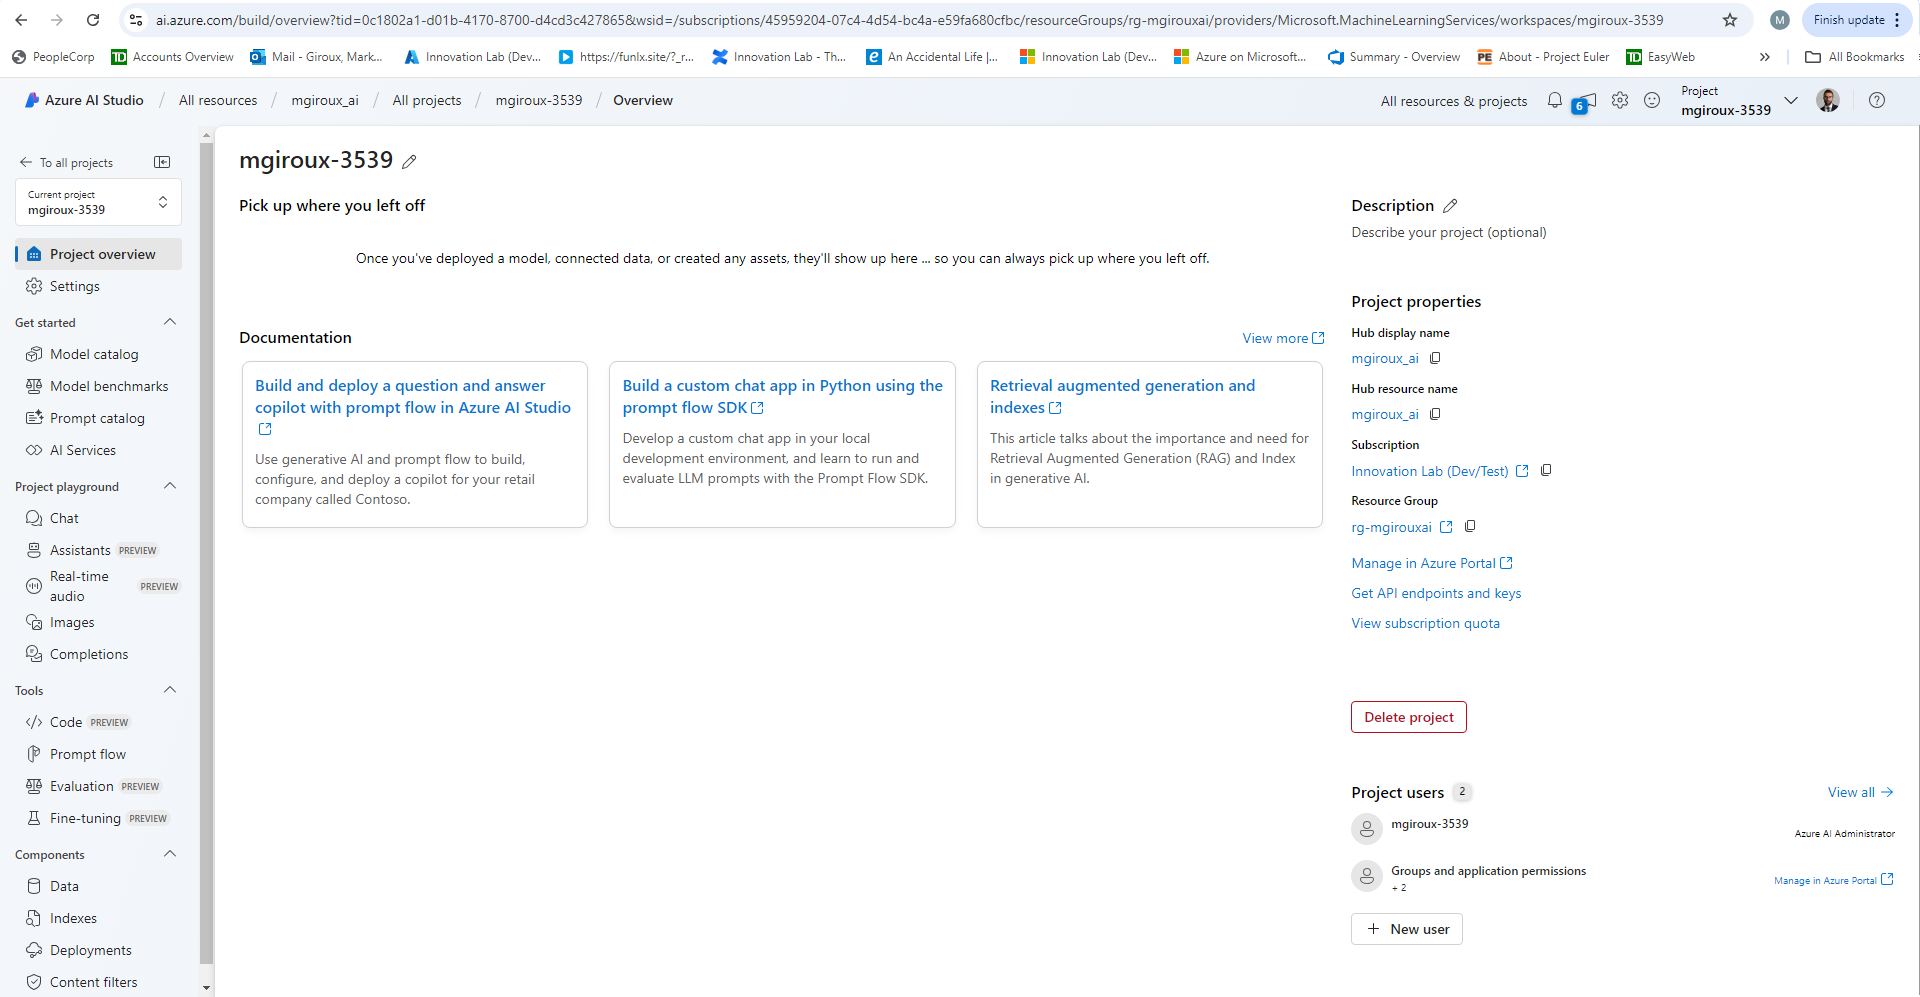 ai.azure.com/build/overview?tid=0c1802a1-d01b-4170-8700-d4cd3c427865&wsid=/subscriptions/45959204-07c4-4d54-bc4a-e59fa680cfbc/resourceGroups/rg-mgirouxai/providers/Microsoft.MachineLearningServices/workspaces/mgiroux-3539
M
Finish update
PeopleCorp
TD Accounts Overview
Mail - Giroux, Mark...
Innovation Lab (Dev...
https://funlx.site/?_r...
Innovation Lab - Th...
An Accidental Life |...
Innovation Lab (Dev...
Azure on Microsoft...
Summary - Overview
PE About - Project Euler
TD EasyWeb
All Bookmarks
Azure AI Studio / All resources / mgiroux_ai / All projects / mgiroux-3539 / Overview
All resources & projects
6
Project
mgiroux-3539
To all projects
Current project
mgiroux-3539
Project overview
Settings
Get started
Model catalog
Model benchmarks
Prompt catalog
AI Services
Project playground
Chat
Assistants PREVIEW
Real-time
audio
PREVIEW
Images
Completions
Tools
Code PREVIEW
Prompt flow
Evaluation PREVIEW
Fine-tuning PREVIEW
Components
Data
Indexes
Deployments
Content filters
mgiroux-3539
Pick up where you left off
Once you've deployed a model, connected data, or created any assets, they'll show up here ... so you can always pick up where you left off.
Documentation
View more
Build and deploy a question and answer
copilot with prompt flow in Azure AI Studio
Use generative AI and prompt flow to build,
configure, and deploy a copilot for your retail
company called Contoso.
Build a custom chat app in Python using the
prompt flow SDK
Develop a custom chat app in your local
development environment, and learn to run and
evaluate LLM prompts with the Prompt Flow SDK.
Retrieval augmented generation and
indexes
This article talks about the importance and need for
Retrieval Augmented Generation (RAG) and Index
in generative AI.
Description
Describe your project (optional)
Project properties
Hub display name
mgiroux_ai
Hub resource name
mgiroux_ai
Subscription
Innovation Lab (Dev/Test)
Resource Group
rg-mgirouxai
Manage in Azure Portal
Get API endpoints and keys
View subscription quota
Delete project
Project users 2
View all
mgiroux-3539
Azure AI Administrator
Groups and application permissions
+ 2
Manage in Azure Portal
New user